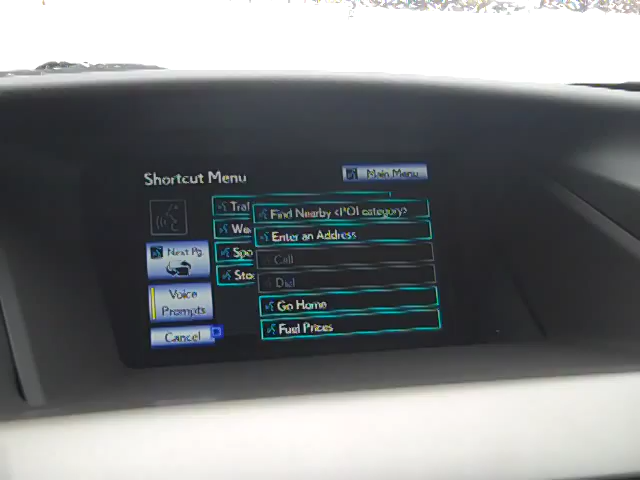 Shortcut Menu
Main Menu
Find Nearby <POI category>
Enter an Address
Call
Dial
Go Home
Fuel Prices
Next Pg.
Voice
Prompts
Cancel